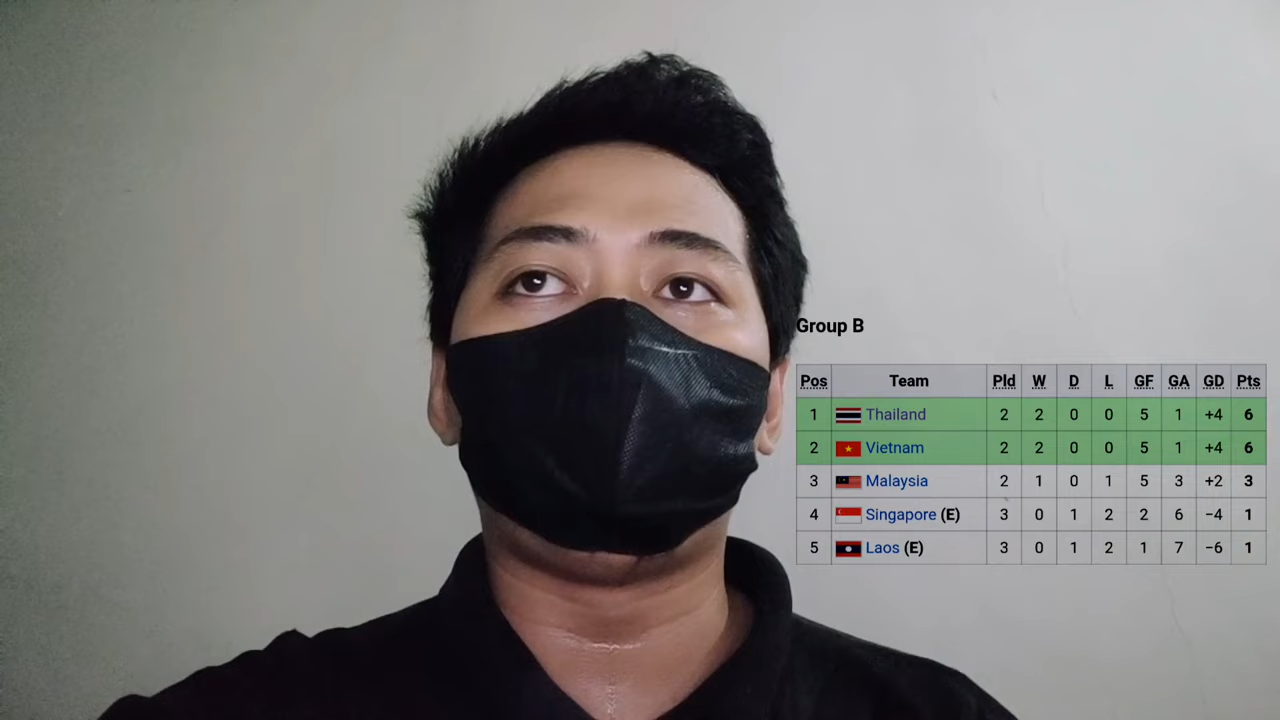 Group B
Pos Team Pld W D L GF GA GD Pts
1 Thailand 2 2 0 0 5 1 +4 6
2 Vietnam 2 2 0 0 5 1 +4 6
3 Malaysia 2 1 0 1 5 3 +2 3
4 Singapore (E) 3 0 1 2 2 6 −4 1
5 Laos (E) 3 0 1 2 1 7 −6 1